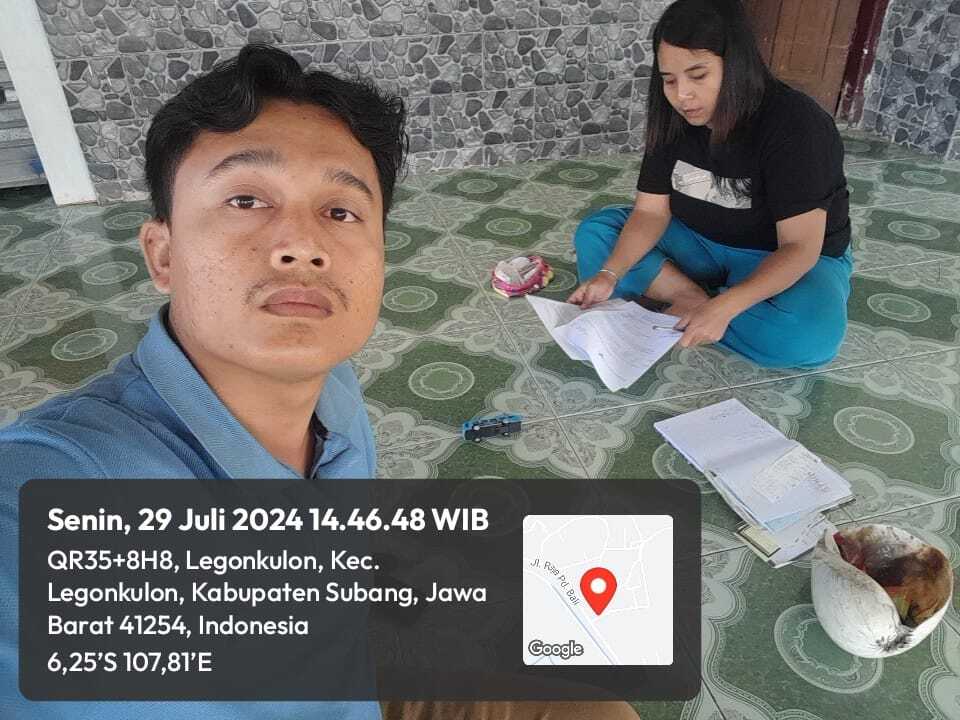 Senin, 29 Juli 2024 14.46.48 WIB
QR35+8H8, Legonkulon, Kec.
Legonkulon, Kabupaten Subang, Jawa
Barat 41254, Indonesia
6,25’S 107,81’E
Jl. Raja Pd. Bali
Google